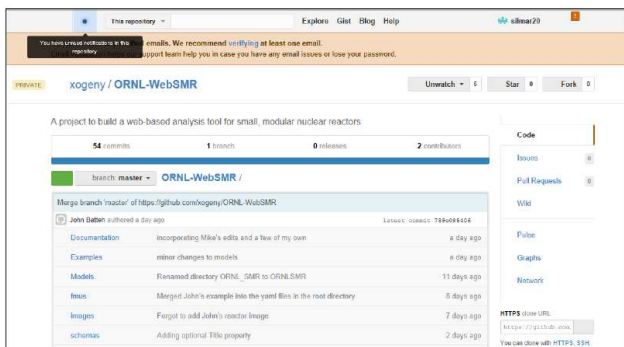 This repository Explore Gist Blog Help silmar20
You have unread notifications in this repository
emails. We recommend verifying at least one email.
support team help you in case you have any email issues or lose your password.
PRIVATE xogeny / ORNL-WebSMR Unwatch 5 Star 0 Fork 0
A project to build a web-based analysis tool for small, modular nuclear reactors
54 commits 1 branch 0 releases 2 contributors
branch: master ORNL-WebSMR /
Merge branch 'master' of https://github.com/xogeny/ORNL-WebSMR
John Batteh authored a day ago Latest commit
Documentation incorporating Mike's edits and a few of my own a day ago
Examples minor changes to models a day ago
Models Renamed directory ORNL_SMR to ORNLSMR 11 days ago
fmus Merged John's example into the yaml files in the root directory 8 days ago
images Forgot to add John's reactor image 7 days ago
schemas Adding optional Title property 2 days ago
Code
Issues 0
Pull Requests 0
Wiki
Pulse
Graphs
Network
HTTPS clone URL
https://github.com
You can clone with HTTPS, SSH,